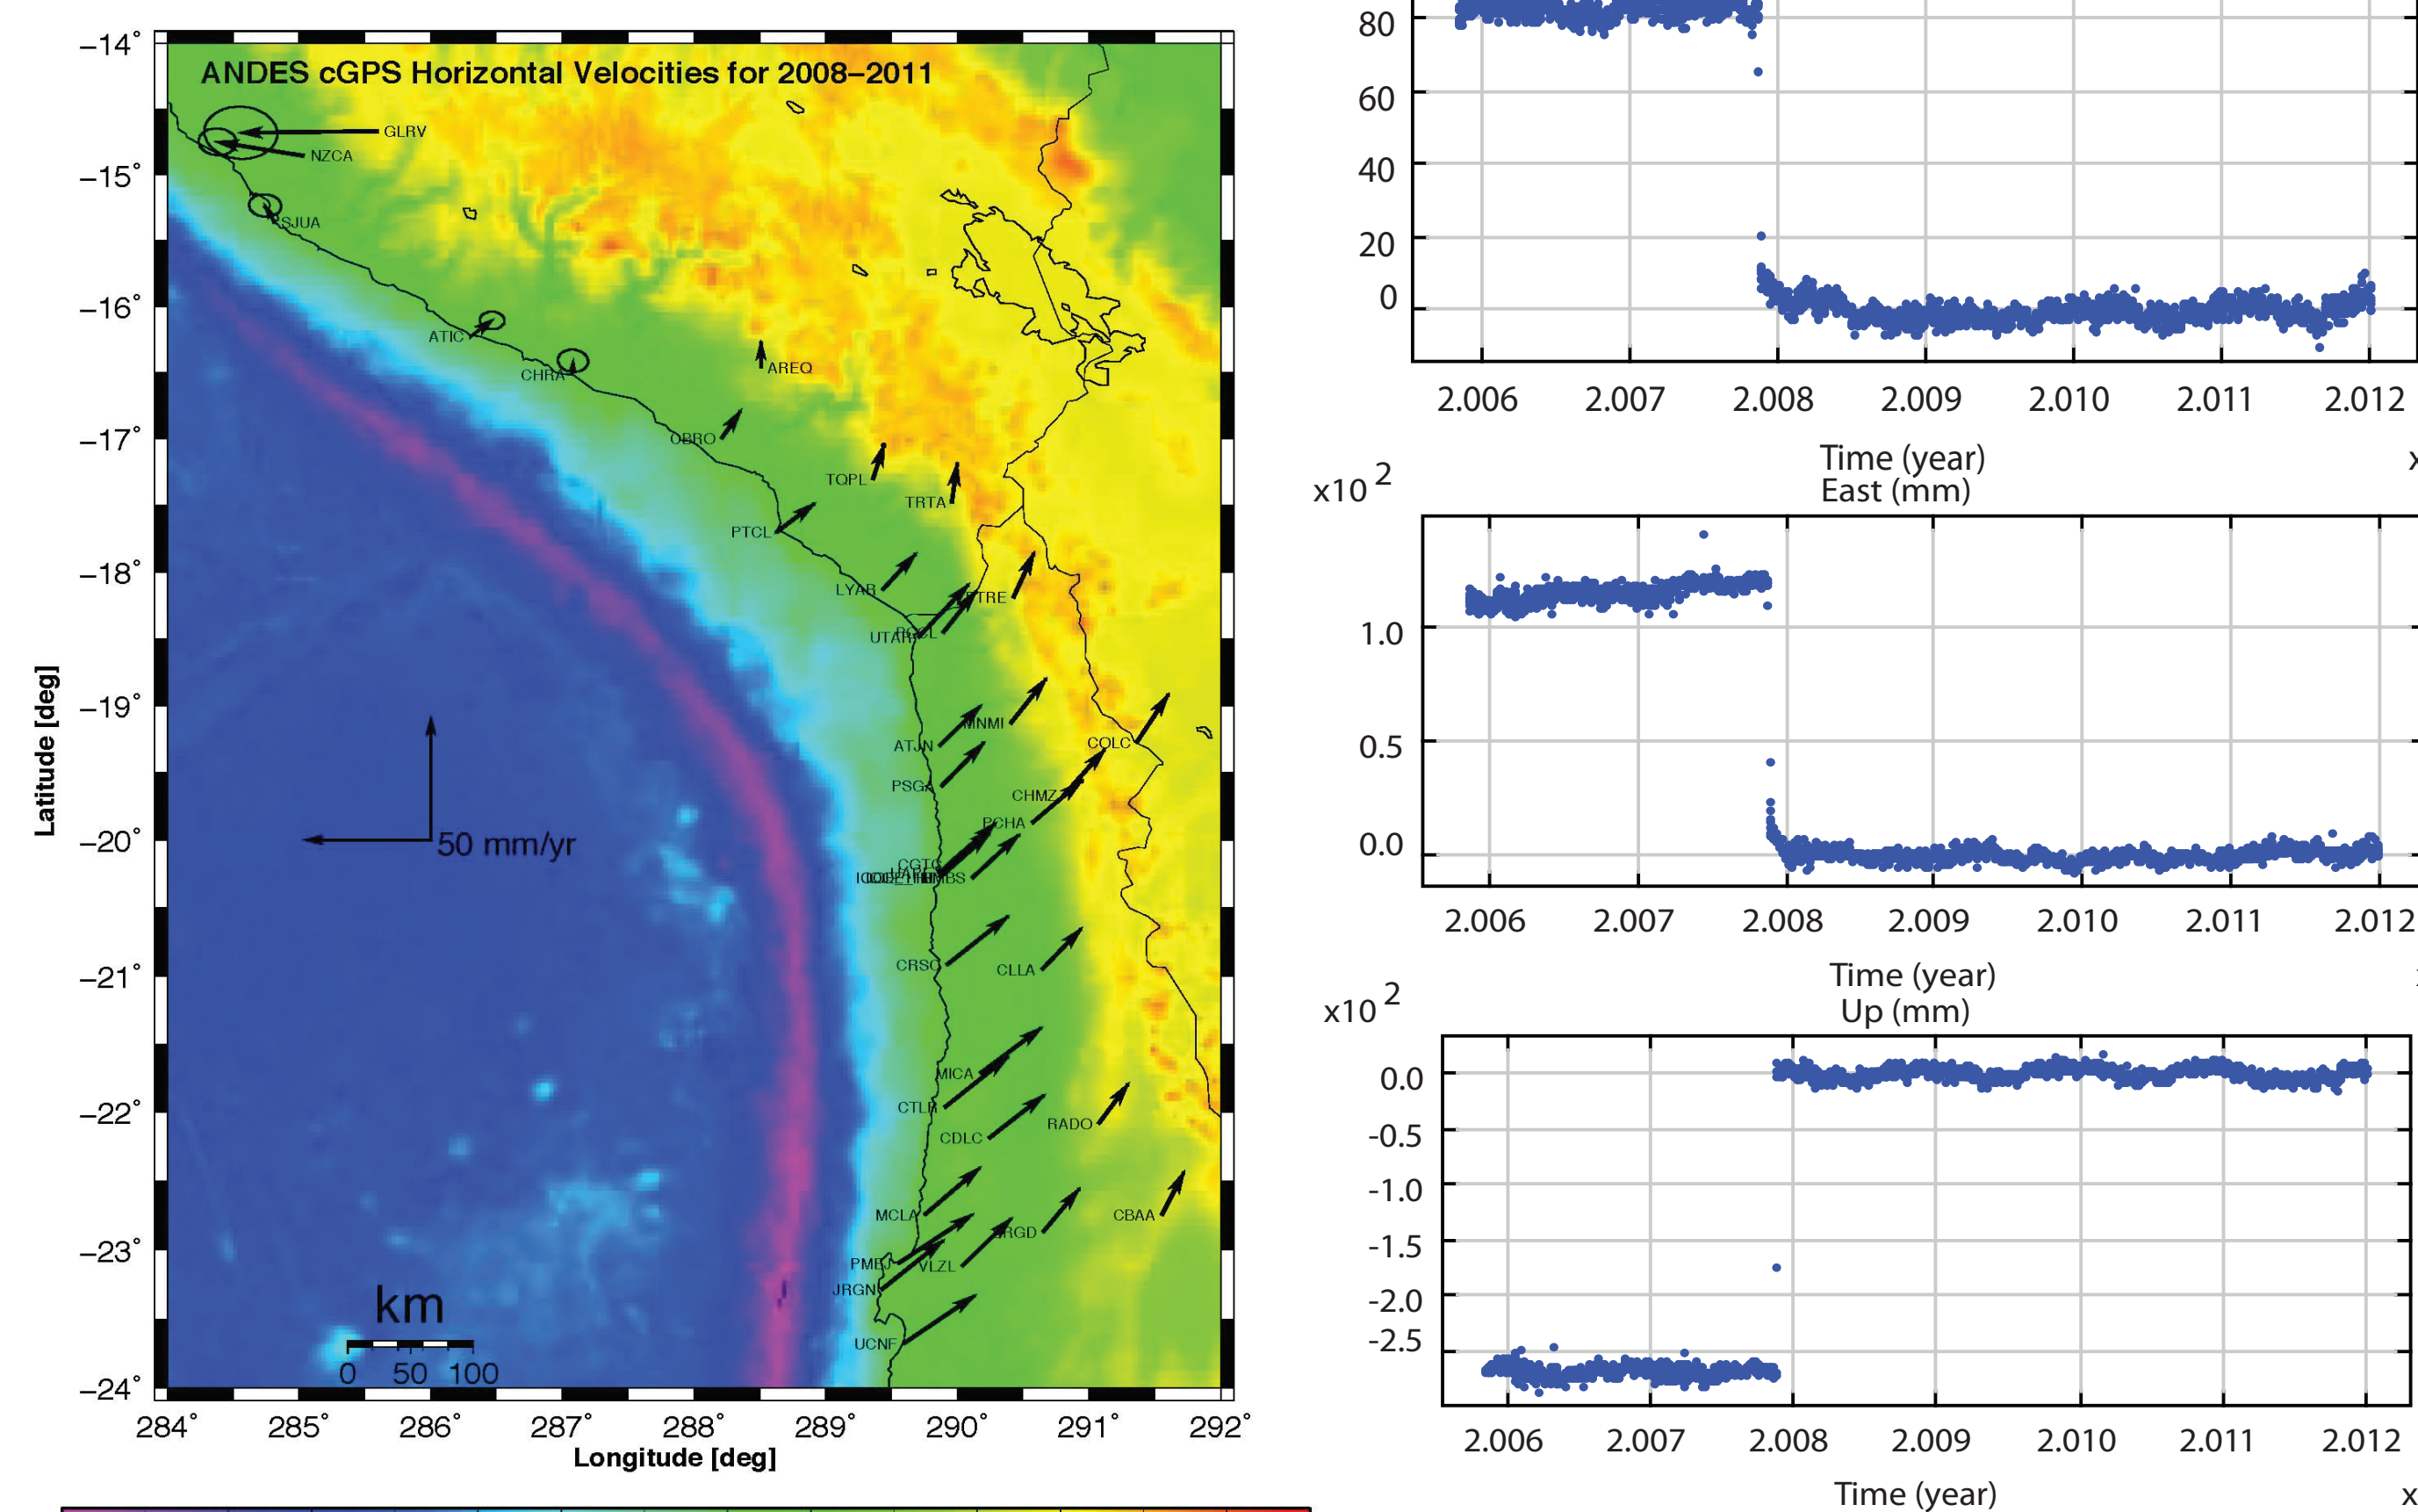 ANDES cGPS Horizontal Velocities for 2008–2011
−14°
−15°
−16°
−17°
−18°
−19°
−20°
−21°
−22°
−23°
−24°
Latitude [deg]
GLRV
NZCA
SJUA
ATIC
CHRA
AREQ
OBRO
TQPL
TRTA
PTCL
LYAR
PTRE
UTAR
MNMI
ATJN
COLC
PSGA
CHMZ
PCHA
CGTC
50 mm/yr
CRSC
CLLA
MICA
CTLR
CDLC
RADO
MCLA
CBAA
PMEJ
VLZL
JRGN
UCNF
km
0 50 100
284° 285° 286° 287° 288° 289° 290° 291° 292°
Longitude [deg]
80
60
40
20
0
2.006 2.007 2.008 2.009 2.010 2.011 2.012
Time (year)
x10 2
East (mm)
1.0
0.5
0.0
2.006 2.007 2.008 2.009 2.010 2.011 2.012
Time (year)
x10 2
Up (mm)
0.0
-0.5
-1.0
-1.5
-2.0
-2.5
2.006 2.007 2.008 2.009 2.010 2.011 2.012
Time (year)